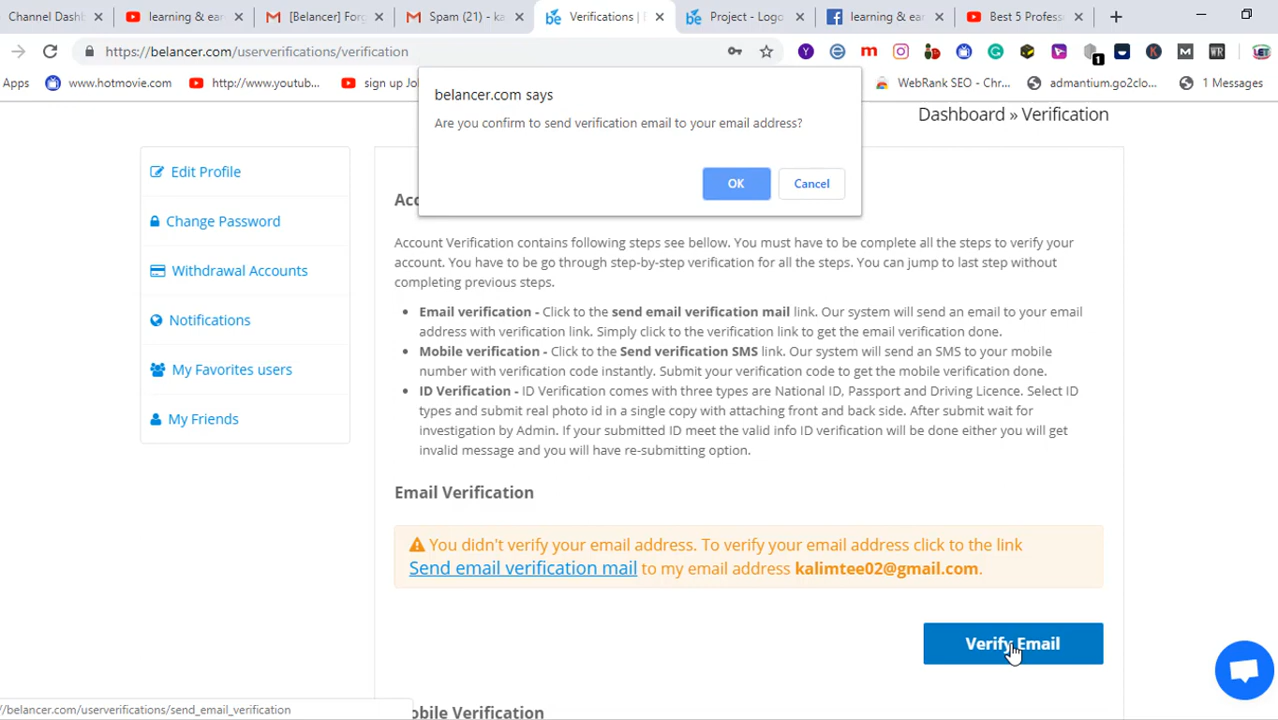 Channel Dashb
learning & ear
[Belancer] Forg
Spam (21) - ka
Verifications | B
Project - Logo
learning & ear
Best 5 Profess
https://belancer.com/userverifications/verification
1
Apps
www.hotmovie.com
http://www.youtub...
sign up Jo
WebRank SEO - Chr...
admantium.go2clo...
1 Messages
belancer.com says
Are you confirm to send verification email to your email address?
OK
Cancel
Dashboard » Verification
Edit Profile
Change Password
Withdrawal Accounts
Notifications
My Favorites users
My Friends
Acc
Account Verification contains following steps see bellow. You must have to be complete all the steps to verify your
account. You have to be go through step-by-step verification for all the steps. You can jump to last step without
completing previous steps.
• Email verification - Click to the send email verification mail link. Our system will send an email to your email
address with verification link. Simply click to the verification link to get the email verification done.
• Mobile verification - Click to the Send verification SMS link. Our system will send an SMS to your mobile
number with verification code instantly. Submit your verification code to get the mobile verification done.
• ID Verification - ID Verification comes with three types are National ID, Passport and Driving Licence. Select ID
types and submit real photo id in a single copy with attaching front and back side. After submit wait for
investigation by Admin. If your submitted ID meet the valid info ID verification will be done either you will get
invalid message and you will have re-submitting option.
Email Verification
You didn't verify your email address. To verify your email address click to the link
Send email verification mail to my email address kalimtee02@gmail.com.
Verify Email
//belancer.com/userverifications/send_email_verification
obile Verification